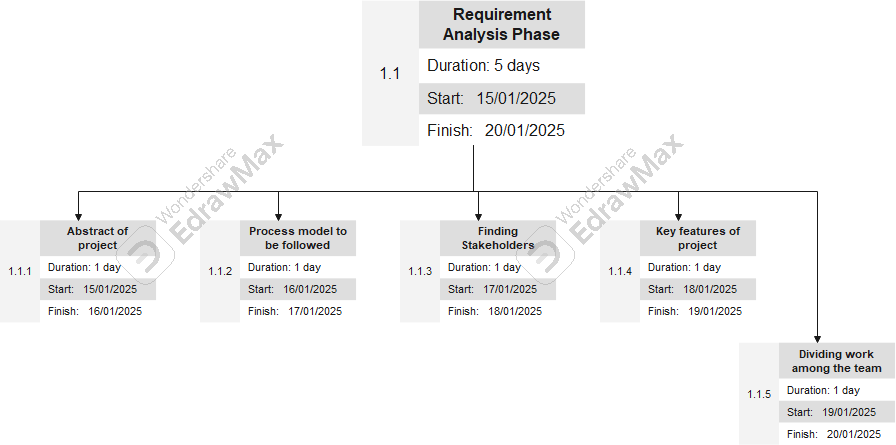 Requirement
Analysis Phase
1.1
Duration: 5 days
Start: 15/01/2025
Finish: 20/01/2025
Wondershare
EdrawMax
Wondershare
EdrawMax
Abstract of
project
1.1.1
Duration: 1 day
Start: 15/01/2025
Finish: 16/01/2025
Process model to
be followed
1.1.2
Duration: 1 day
Start: 16/01/2025
Finish: 17/01/2025
Finding
Stakeholders
1.1.3
Duration: 1 day
Start: 17/01/2025
Finish: 18/01/2025
Key features of
project
1.1.4
Duration: 1 day
Start: 18/01/2025
Finish: 19/01/2025
Dividing work
among the team
1.1.5
Duration: 1 day
Start: 19/01/2025
Finish: 20/01/2025